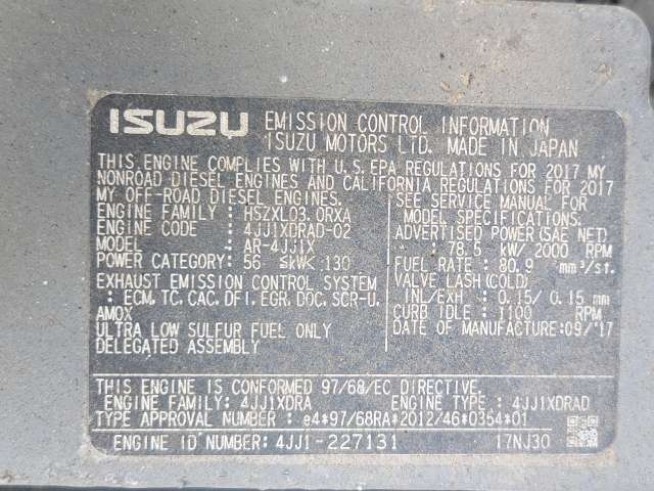 ISUZU EMISSION CONTROL INFORMATION
ISUZU MOTORS LTD. MADE IN JAPAN
THIS ENGINE COMPLIES WITH U.S. EPA REGULATIONS FOR 2017 MY
NONROAD DIESEL ENGINES AND CALIFORNIA REGULATIONS FOR 2017
MY OFF-ROAD DIESEL ENGINES.
ENGINE FAMILY : HSZXL03.0RXA
ENGINE CODE : 4JJ1XDRAD-02
MODEL : AR-4JJ1X
POWER CATEGORY: 56 ≤kW< 130
EXHAUST EMISSION CONTROL SYSTEM
: ECM, TC, CAC, DFI, EGR, DOC, SCR-U,
AMOX
ULTRA LOW SULFUR FUEL ONLY
DELEGATED ASSEMBLY
SEE SERVICE MANUAL FOR
MODEL SPECIFICATIONS.
ADVERTISED POWER (SAE NET)
: 78.5 kW/ 2000 RPM
FUEL RATE : 80.9 mm³/st.
VALVE LASH (COLD)
INL/EXH : 0.15/ 0.15 mm
CURB IDLE : 1100 RPM
DATE OF MANUFACTURE:09/'17
THIS ENGINE IS CONFORMED 97/68/EC DIRECTIVE.
ENGINE FAMILY: 4JJ1XDRA ENGINE TYPE : 4JJ1XDRAD
TYPE APPROVAL NUMBER : e4*97/68RA*2012/46*0354*01
ENGINE ID NUMBER: 4JJ1-227131 17NJ30